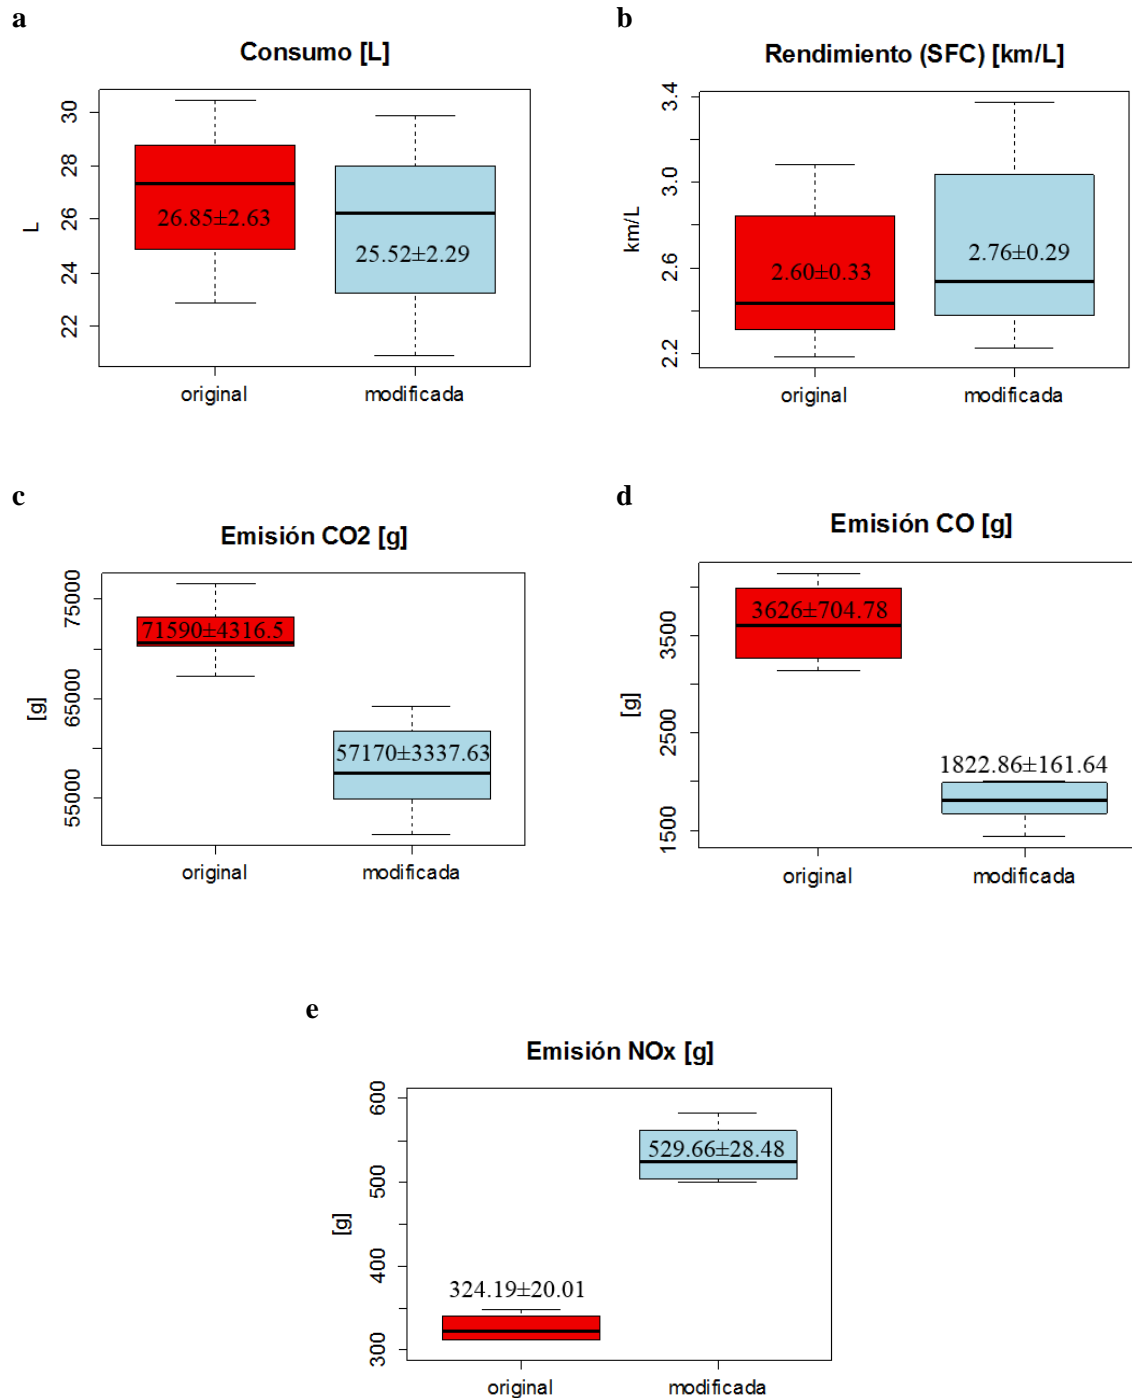 a
Consumo [L]
30
28
26
24
22
L
26.85±2.63
25.52±2.29
original
modificada
b
Rendimiento (SFC) [km/L]
3.4
3.0
2.6
2.2
km/L
2.60±0.33
2.76±0.29
original
modificada
c
Emisión CO2 [g]
75000
65000
55000
[g]
71590±4316.5
57170±3337.63
original
modificada
d
Emisión CO [g]
3500
2500
1500
[g]
3626±704.78
1822.86±161.64
original
modificada
e
Emisión NOx [g]
600
500
400
300
[g]
529.66±28.48
324.19±20.01
original
modificada